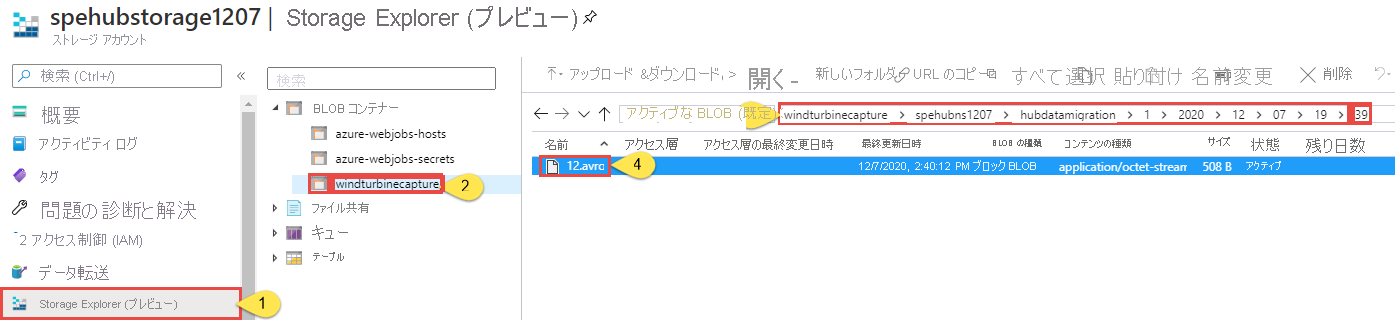 spehubstorage1207 | Storage Explorer (プレビュー)
ストレージ アカウント
検索 (Ctrl+/)
概要
アクティビティ ログ
タグ
問題の診断と解決
アクセス制御 (IAM)
データ転送
Storage Explorer (プレビュー)
1
検索
BLOB コンテナー
azure-webjobs-hosts
azure-webjobs-secrets
windturbinecapture
2
ファイル共有
キュー
テーブル
アップロード &ダウンロード, > 開く 新しいフォルダ URL のコピー すべて選択 貼り付け 名前変更 削除
アクティブな BLOB (既定 windturbinecapture > spehubns1207 > hubdatamigration > 1 > 2020 > 12 > 07 > 19 > 39
名前 アクセス層 アクセス層の最終変更日時 最終更新日時 BLOB の種類 コンテンツの種類 サイズ 状態 残り日数
12.avro 4 12/7/2020, 2:40:12 PM ブロック BLOB application/octet-stream 508 B アクティブ